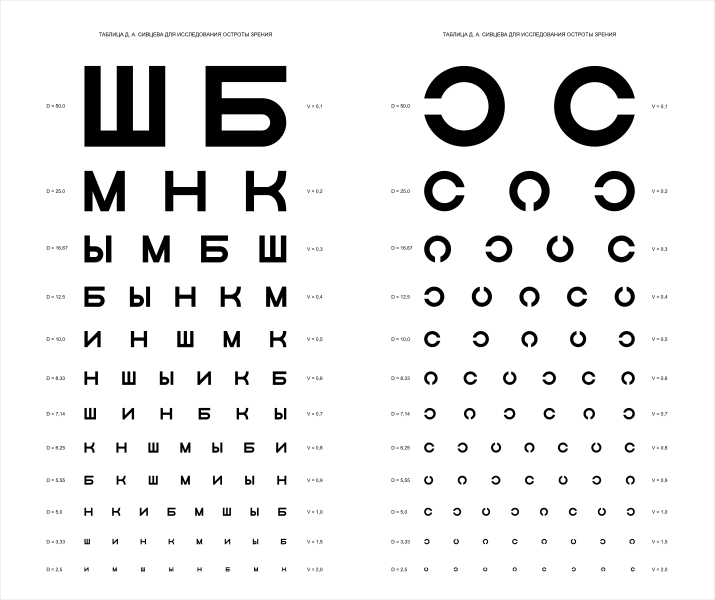 ТАБЛИЦА Д. А. СИВЦЕВА ДЛЯ ИССЛЕДОВАНИЯ ОСТРОТЫ ЗРЕНИЯ
D = 50,0 Ш Б V = 0,1
D = 25,0 М Н К V = 0,2
D = 16,67 Ы М Б Ш V = 0,3
D = 12,5 Б Ы Н К М V = 0,4
D = 10,0 И Н Ш М К V = 0,5
D = 8,33 Н Ш Ы И К Б V = 0,6
D = 7,14 Ш И Н Б К Ы V = 0,7
D = 6,25 К Н Ш М Ы Б И V = 0,8
D = 5,55 Б К Ш М И Ы Н V = 0,9
D = 5,0 Н К И Б М Ш Ы Б V = 1,0
D = 3,33 Ш И Н К М И Ы Б V = 1,5
D = 2,5 И М Ш Ы Н Б М К V = 2,0
ТАБЛИЦА Д. А. СИВЦЕВА ДЛЯ ИССЛЕДОВАНИЯ ОСТРОТЫ ЗРЕНИЯ
D = 50,0 V = 0,1
D = 25,0 V = 0,2
D = 16,67 V = 0,3
D = 12,5 V = 0,4
D = 10,0 V = 0,5
D = 8,33 V = 0,6
D = 7,14 V = 0,7
D = 6,25 V = 0,8
D = 5,55 V = 0,9
D = 5,0 V = 1,0
D = 3,33 V = 1,5
D = 2,5 V = 2,0